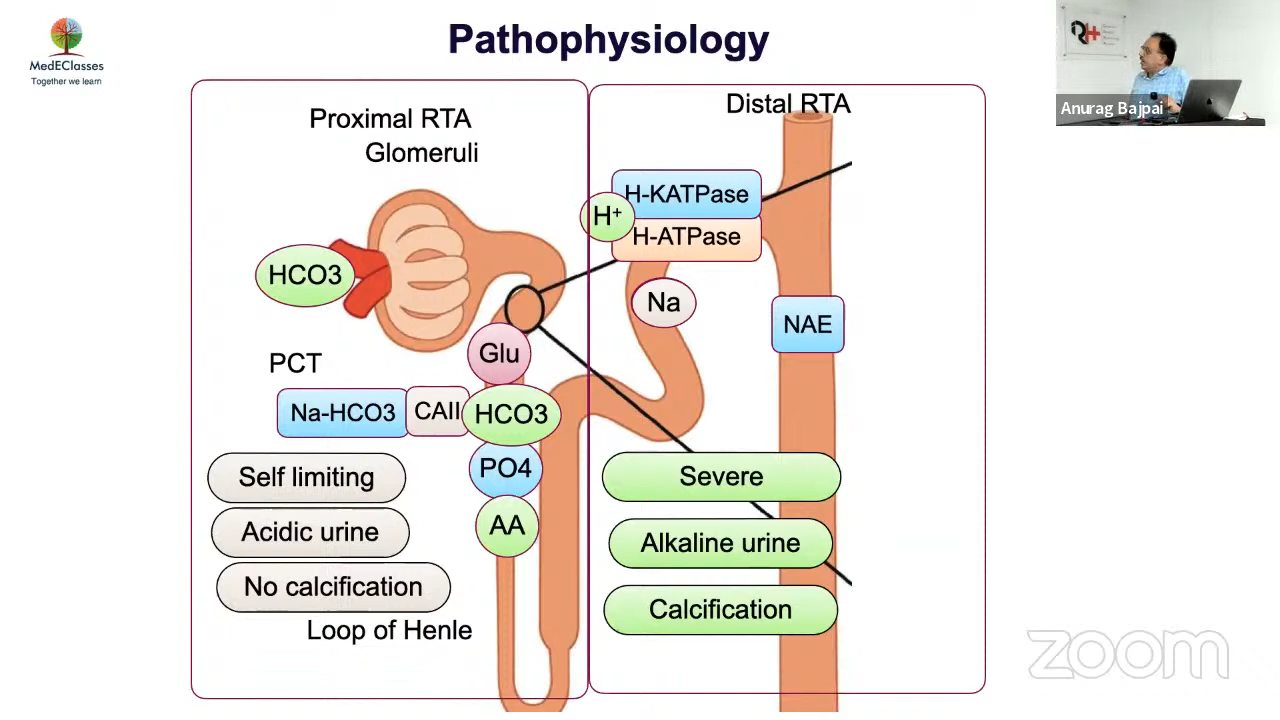 MedEClasses
Together we learn
Pathophysiology
Anurag Bajpai
Proximal RTA
Glomeruli
HCO3
Glu
PCT
Na-HCO3
CAII
HCO3
PO4
AA
Self limiting
Acidic urine
No calcification
Loop of Henle
Distal RTA
H-KATPase
H+
H-ATPase
Na
NAE
Severe
Alkaline urine
Calcification
zoom